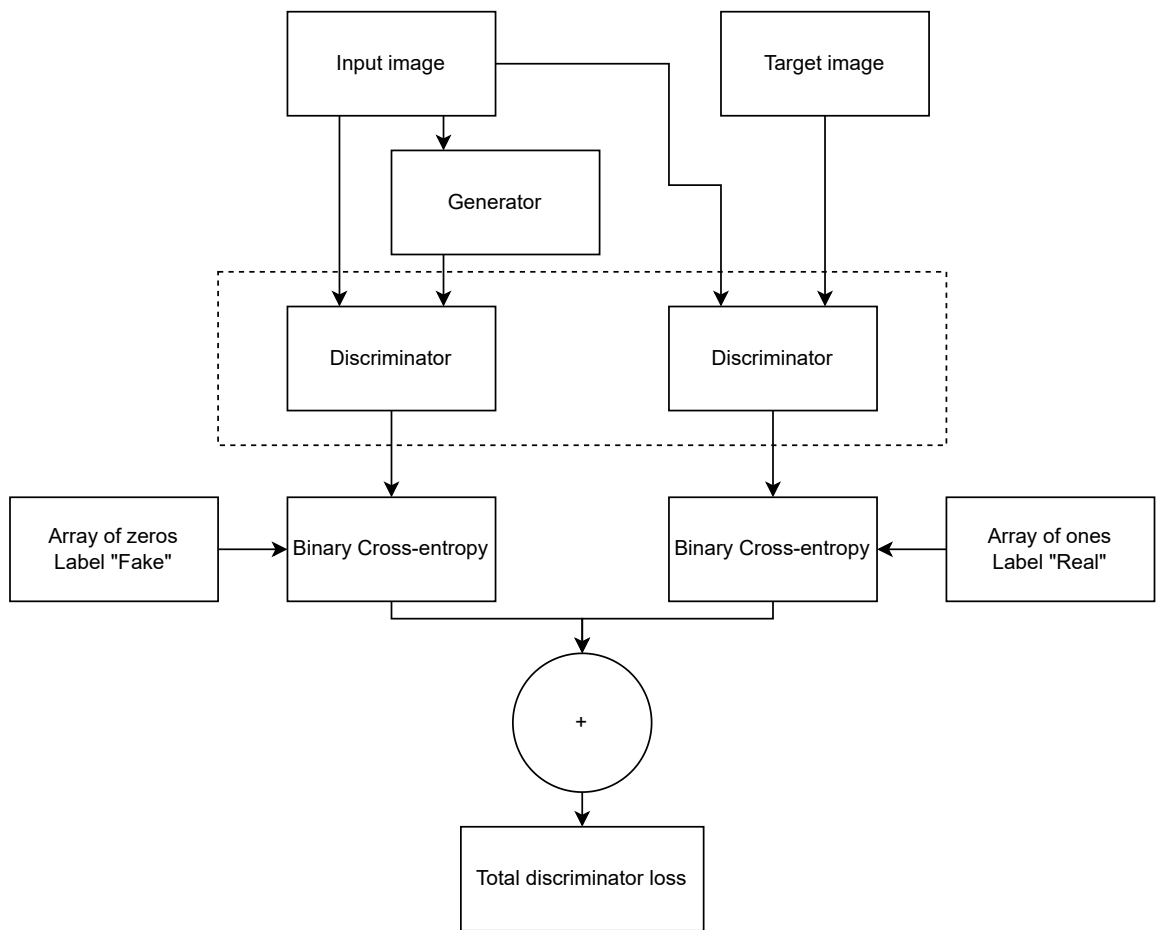 Input image
Target image
Generator
Discriminator
Discriminator
Array of zeros
Label "Fake"
Binary Cross-entropy
Binary Cross-entropy
Array of ones
Label "Real"
+
Total discriminator loss